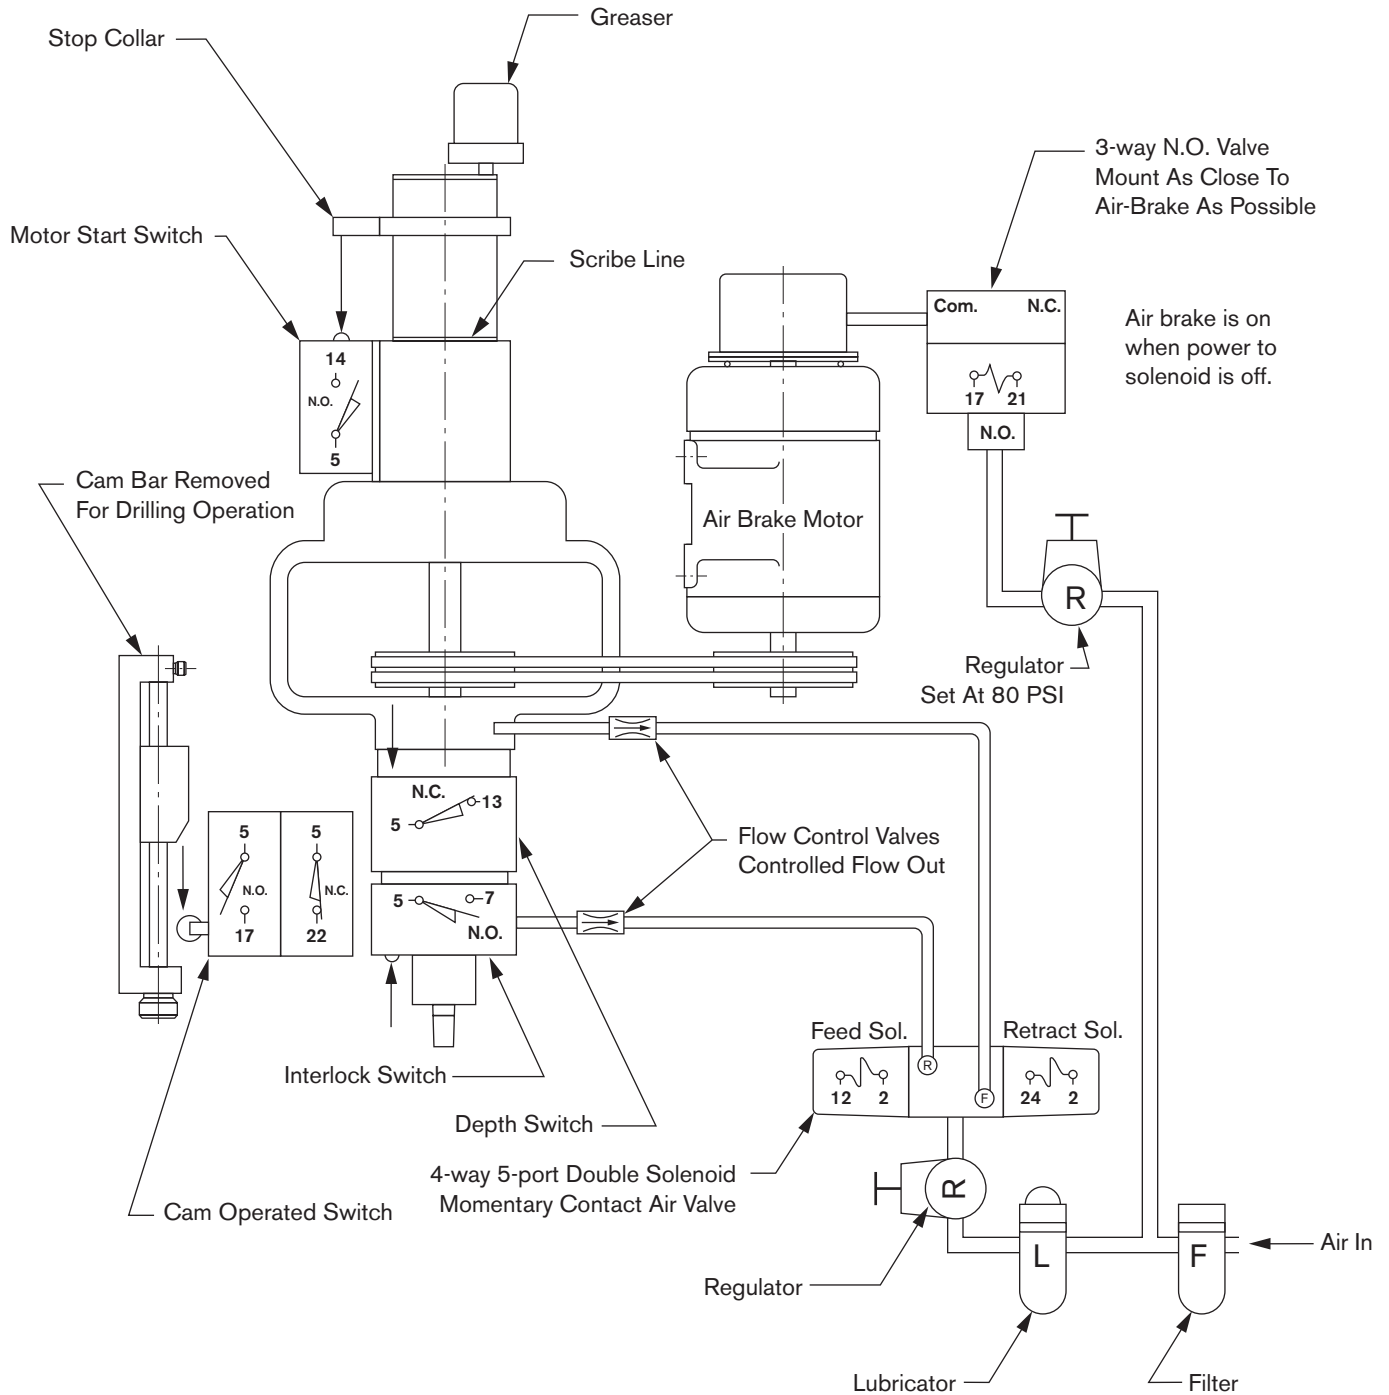 Greaser
Stop Collar
3-way N.O. Valve
Mount As Close To
Air-Brake As Possible
Motor Start Switch
Scribe Line
Com. N.C.
Air brake is on
when power to
solenoid is off.
14
N.O.
5
17 21
N.O.
Cam Bar Removed
For Drilling Operation
Air Brake Motor
R
Regulator
Set At 80 PSI
N.C.
13
5
5
N.O.
17
5
N.C.
22
Flow Control Valves
Controlled Flow Out
5
7
N.O.
Feed Sol.
Retract Sol.
R
F
12 2
24 2
Interlock Switch
Depth Switch
4-way 5-port Double Solenoid
Momentary Contact Air Valve
R
Cam Operated Switch
L
F
Air In
Regulator
Lubricator
Filter